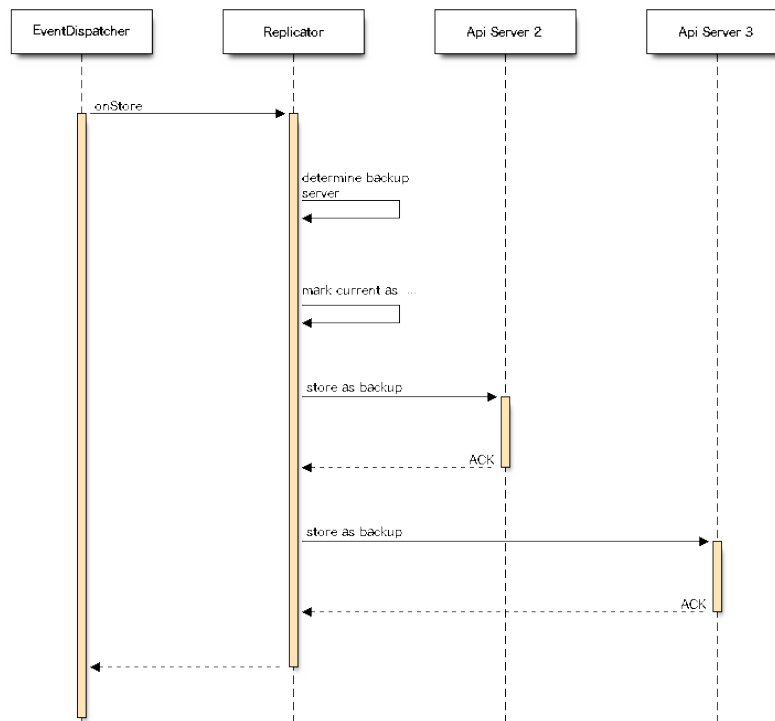 EventDispatcher
Replicator
Api Server 2
Api Server 3
onStore
determine backup
server
mark current as ...
store as backup
ACK
store as backup
ACK